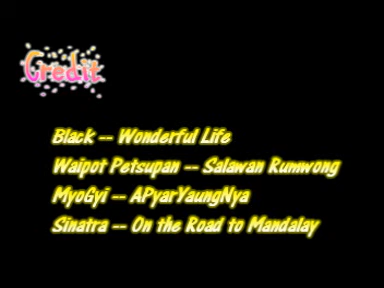 Credit
Black -- Wonderful Life
Waipot Petsupan -- Salawan Rumwong
MyoGyi -- APyarYaungNya
Sinatra -- On the Road to Mandalay